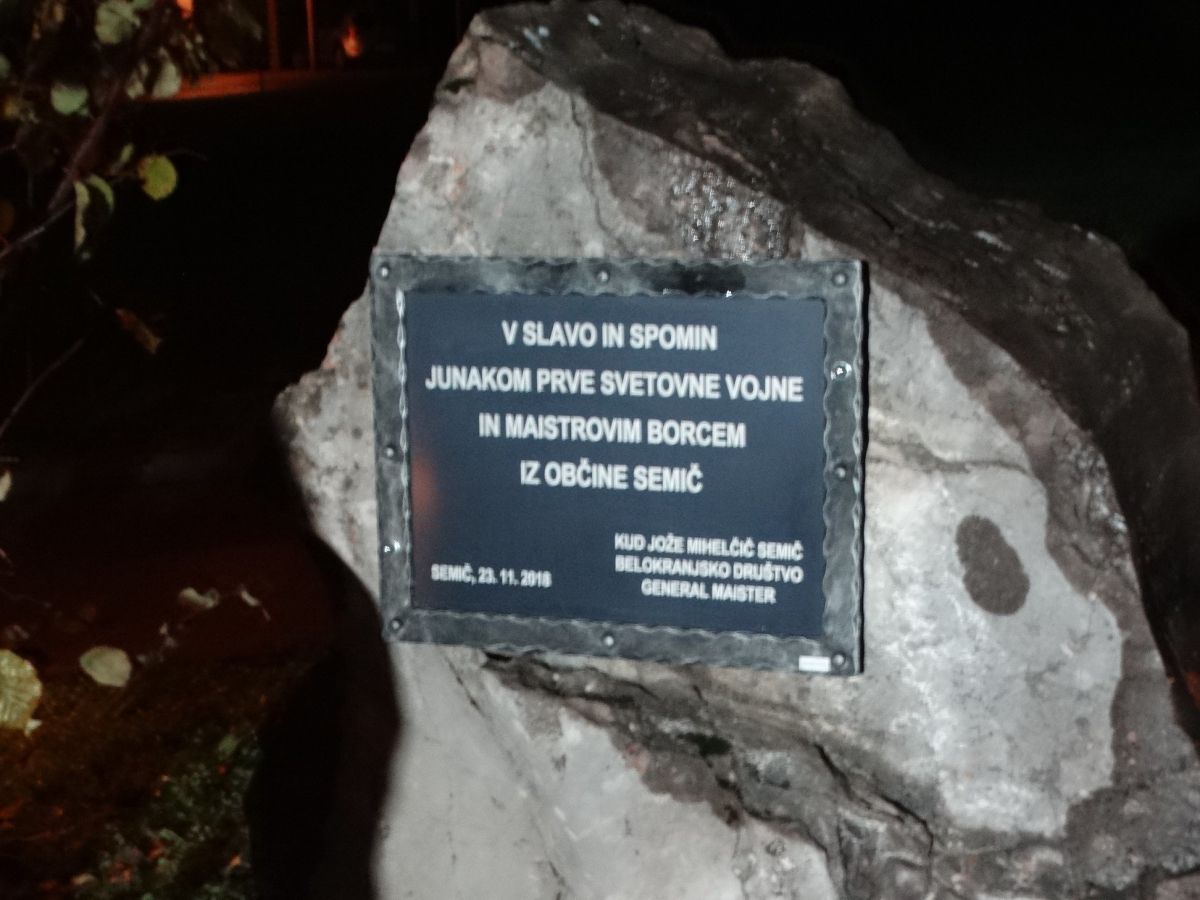 V SLAVO IN SPOMIN
JUNAKOM PRVE SVETOVNE VOJNE
IN MAISTROVIM BORCEM
IZ OBČINE SEMIČ
KUD JOŽE MIHELČIČ SEMIČ
BELOKRANJSKO DRUŠTVO
GENERAL MAISTER
SEMIČ, 23. 11. 2018